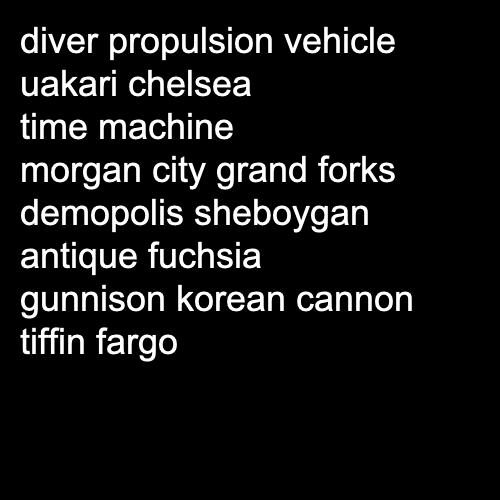 diver propulsion vehicle
uakari chelsea
time machine
morgan city grand forks
demopolis sheboygan
antique fuchsia
gunnison korean cannon
tiffin fargo